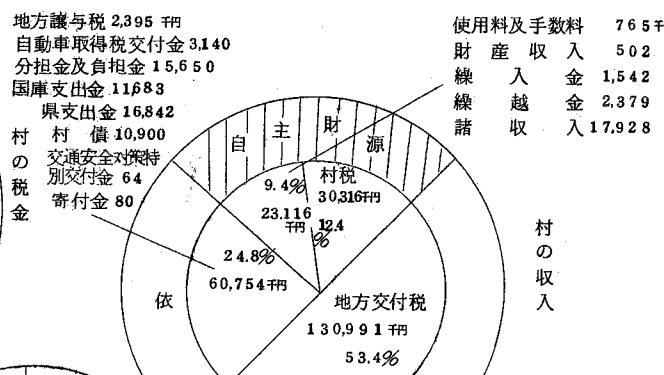 地方譲与税 2,395 千円
自動車取得税交付金 3,140
分担金及負担金 15,650
国庫支出金 11,683
県支出金 16,842
村債 10,900
交通安全対策特
別交付金 64
寄付金 80
村の税金
使用料及手数料 765千
財産収入 502
繰入金 1,542
繰越金 2,379
諸収入 17,928
村の収入
自主財源
9.4%
23.116
千円
村税
30,316千円
12.4
%
24.8%
60,754千円
依
地方交付税
130,991千円
53.4%